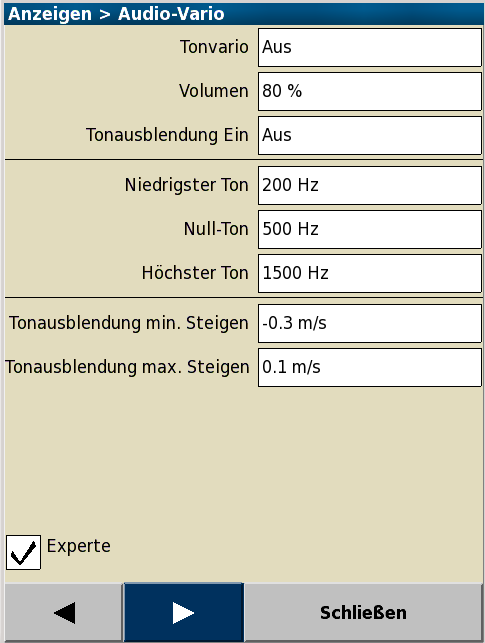 Anzeigen > Audio-Vario
Tonvario Aus
Volumen 80 %
Tonausblendung Ein Aus
Niedrigster Ton 200 Hz
Null-Ton 500 Hz
Höchster Ton 1500 Hz
Tonausblendung min. Steigen -0.3 m/s
Tonausblendung max. Steigen 0.1 m/s
Experte
Schließen